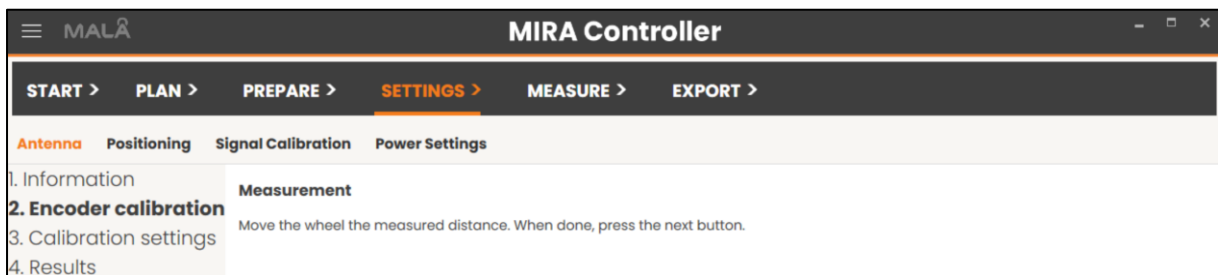 MALÅ
MIRA Controller
START > PLAN > PREPARE > SETTINGS > MEASURE > EXPORT >
Antenna Positioning Signal Calibration Power Settings
1. Information
2. Encoder calibration
3. Calibration settings
4. Results
Measurement
Move the wheel the measured distance. When done, press the next button.